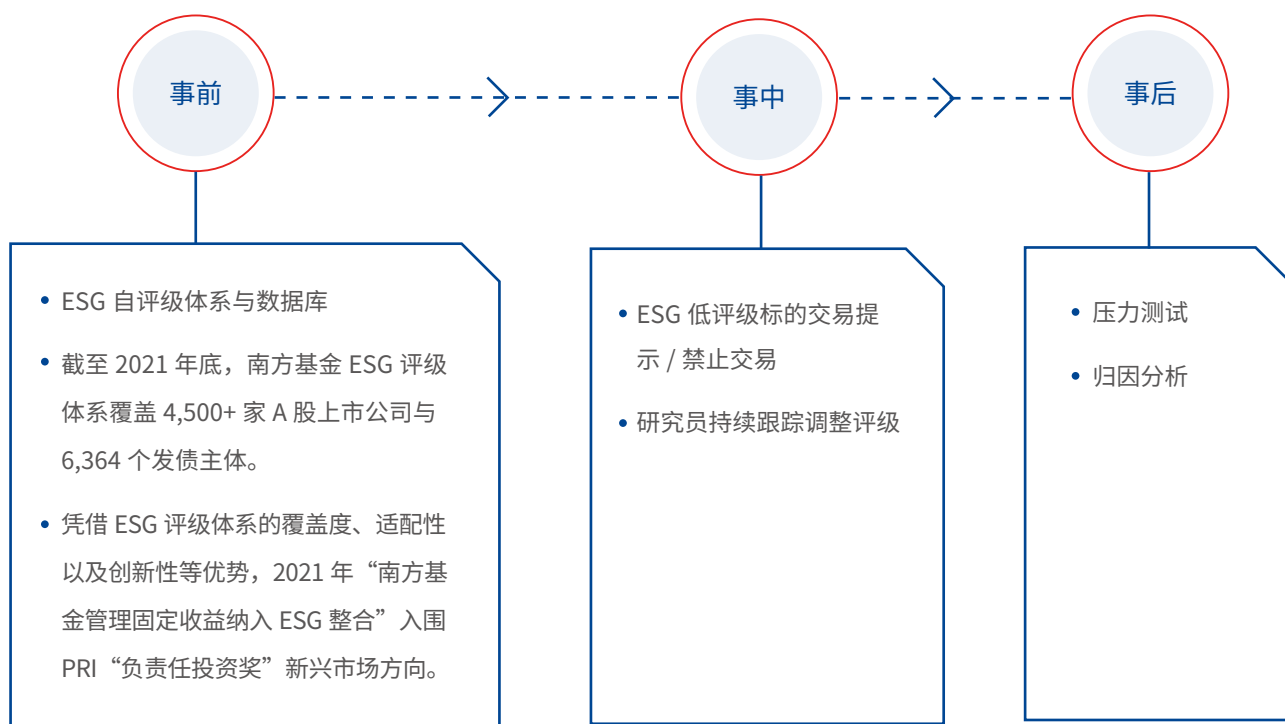 事前
事中
事后
• ESG 自评级体系与数据库
• 截至 2021 年底，南方基金 ESG 评级
体系覆盖 4,500+ 家 A 股上市公司与
6,364 个发债主体。
• 凭借 ESG 评级体系的覆盖度、适配性
以及创新性等优势，2021 年“南方基
金管理固定收益纳入 ESG 整合”入围
PRI“负责任投资奖”新兴市场方向。
• ESG 低评级标的交易提
示 / 禁止交易
• 研究员持续跟踪调整评级
• 压力测试
• 归因分析